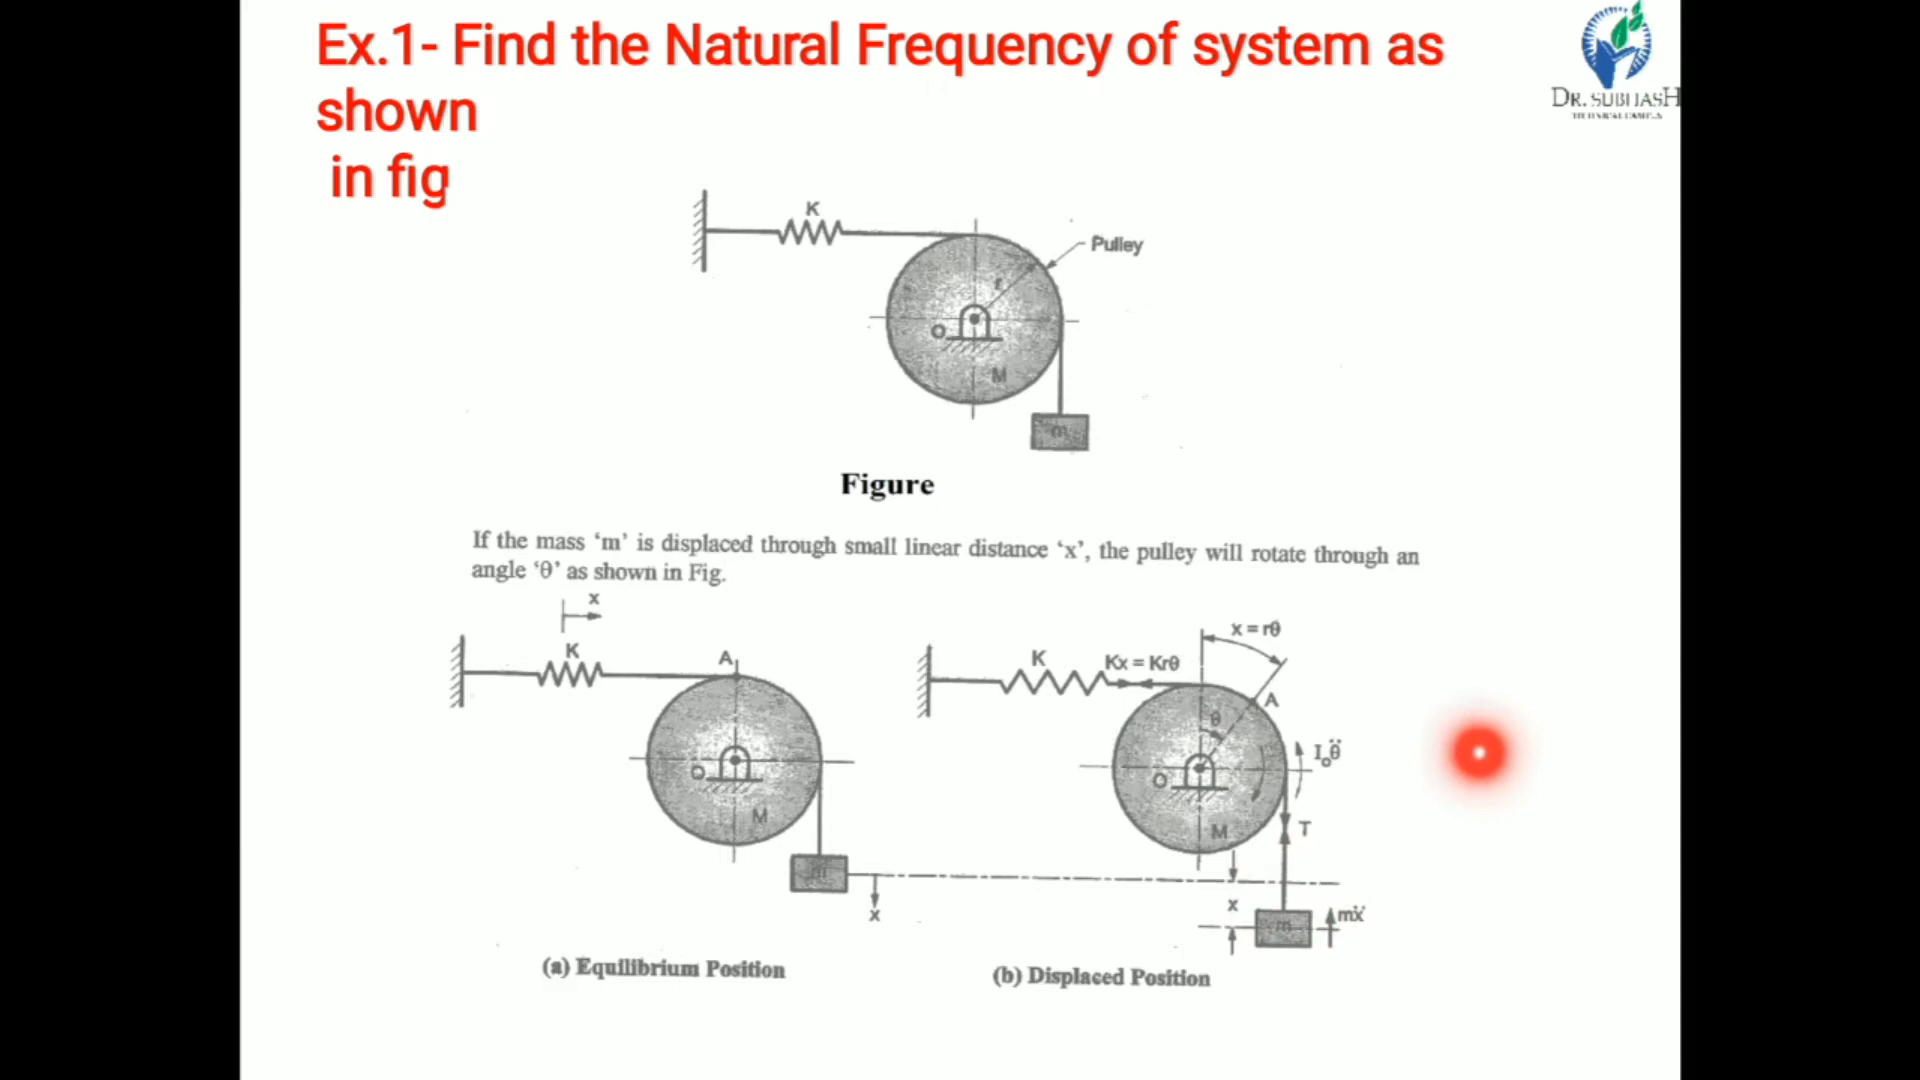 Ex.1- Find the Natural Frequency of system as
shown
in fig
DR. SUBHASH
K
Pulley
r
O
M
m
Figure
If the mass ‘m’ is displaced through small linear distance ‘x’, the pulley will rotate through an
angle ‘θ’ as shown in Fig.
x
K
A
O
M
m
x
(a) Equilibrium Position
x = rθ
K
Kx = Krθ
A
θ
I₀θ̈
O
M
T
x
m
mẍ
(b) Displaced Position